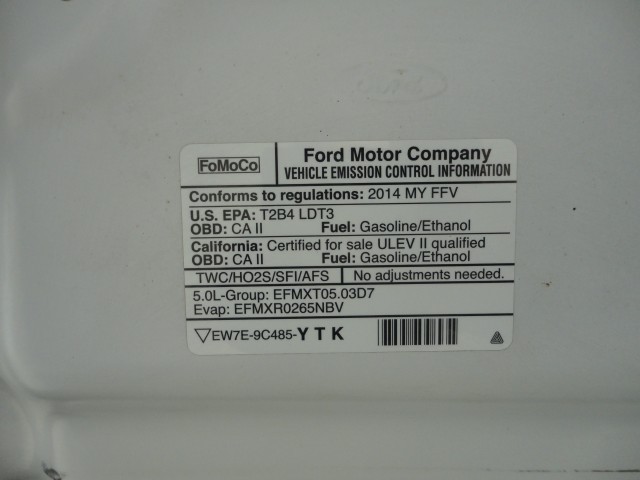 Ford
FoMoCo
Ford Motor Company
VEHICLE EMISSION CONTROL INFORMATION
Conforms to regulations: 2014 MY FFV
U.S. EPA: T2B4 LDT3
OBD: CA II Fuel: Gasoline/Ethanol
California: Certified for sale ULEV II qualified
OBD: CA II Fuel: Gasoline/Ethanol
TWC/HO2S/SFI/AFS No adjustments needed.
5.0L-Group: EFMXT05.03D7
Evap: EFMXR0265NBV
EW7E-9C485-Y T K